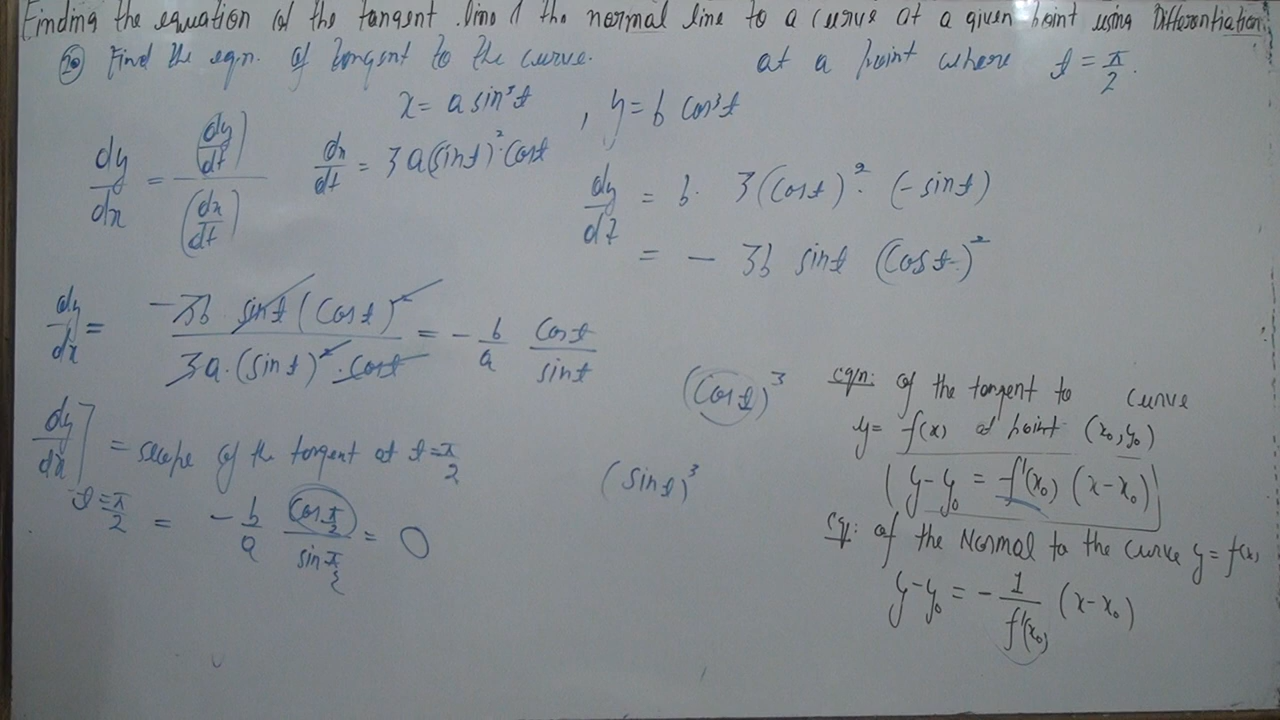 Finding the equation of the tangent line & the normal line to a curve at a given point using Differentiation.
20 Find the eqn. of tangent to the curve. at a point where t = π/2.
x = a sin³t , y = b cos³t
dy/dx = (dy/dt)/(dx/dt)
dx/dt = 3a(sint)²·cost
dy/dt = b· 3(cost)²· (-sint)
= - 3b sint (cost)²
dy/dx = -3b sint (cost)² / 3a·(sint)²·cost = - b/a cost/sint
(cost)³
dy/dx] t=π/2 = slope of the tangent at t=π/2
(sint)³
= - b/a cos π/2 / sin π/2 = 0
eqn: of the tangent to curve
y = f(x) at point (x₀,y₀)
y-y₀ = f'(x₀) (x-x₀)
eq: of the Normal to the curve y = f(x)
y-y₀ = - 1/f'(x₀) (x-x₀)